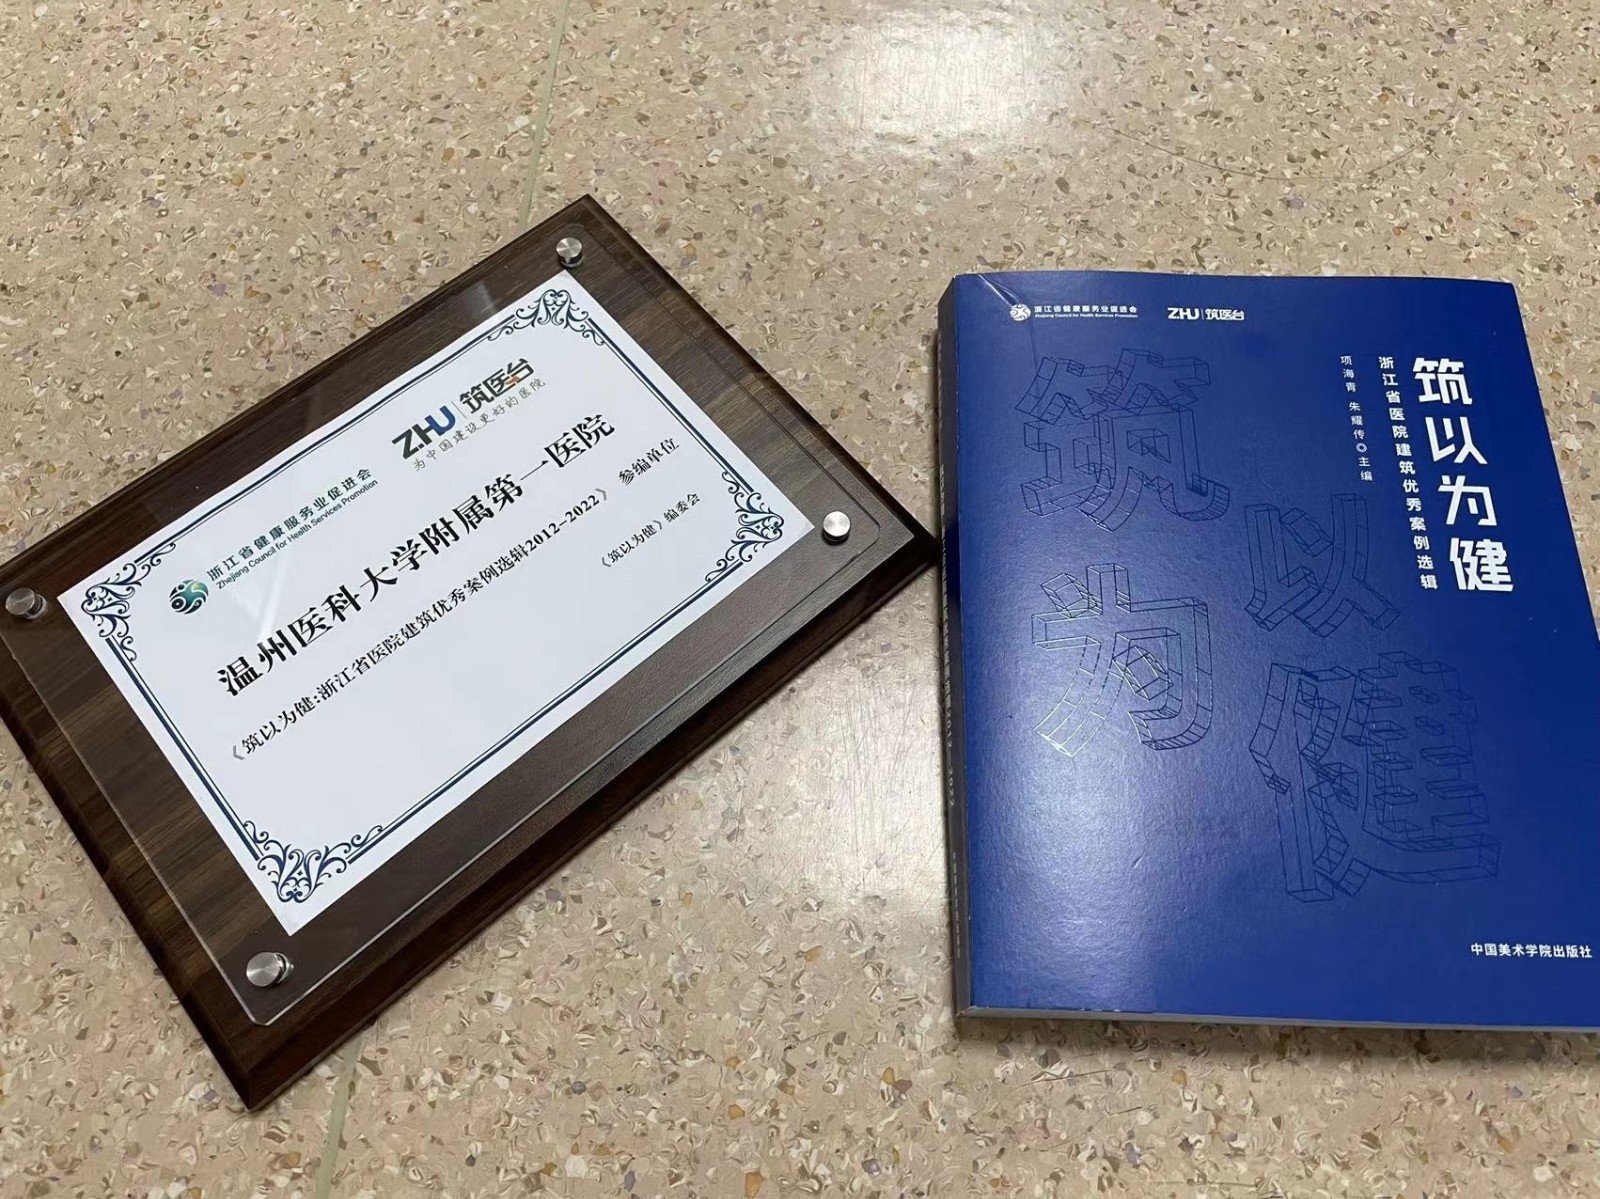 浙江省健康服务业促进会
Zhejiang Council for Health Services Promotion
ZHU 筑医台
为中国建设更好的医院
温州医科大学附属第一医院
《筑以为健:浙江省医院建筑优秀案例选辑2012-2022》 参编单位
《筑以为健》编委会
浙江省健康服务业促进会
Zhejiang Council for Health Services Promotion
ZHU 筑医台
筑以为健
浙江省医院建筑优秀案例选辑
项海青 朱耀传◎主编
筑以为健
中国美术学院出版社